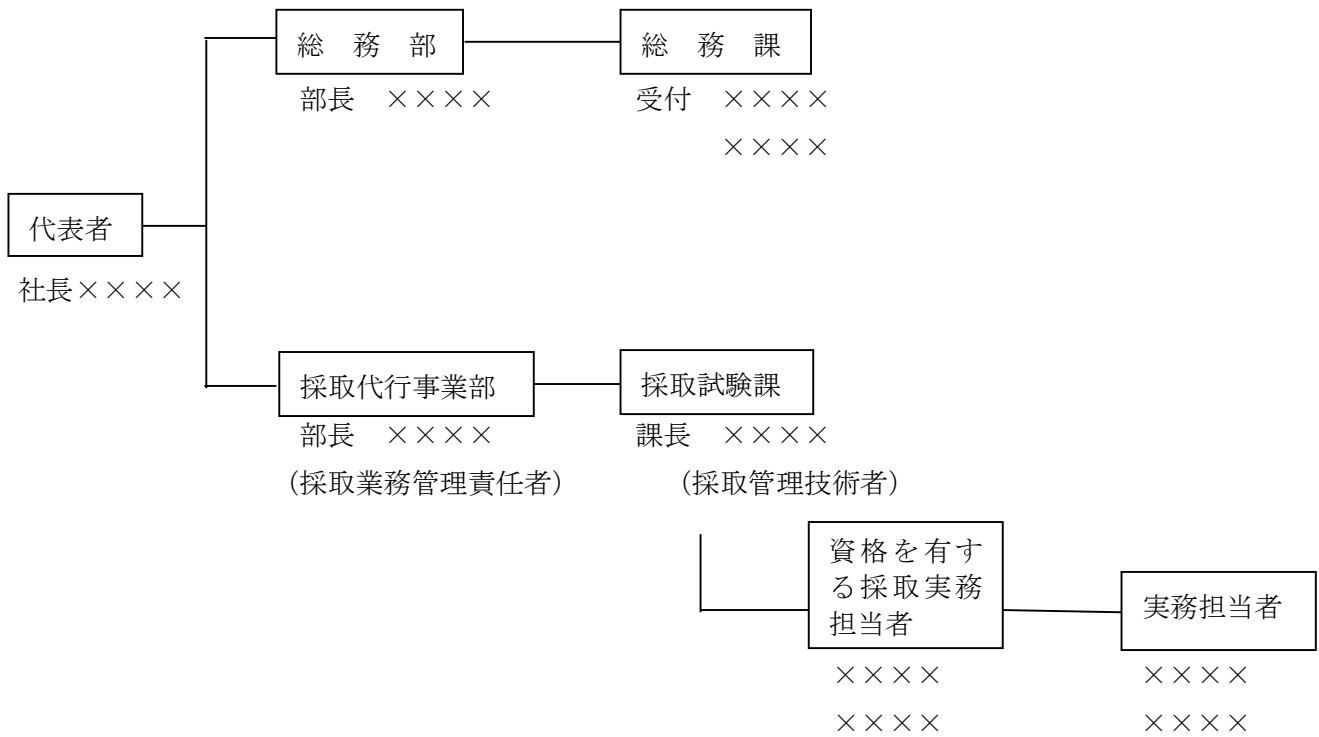 総　務　部
部長　××××
総　務　課
受付　××××
××××
代表者
社長××××
採取代行事業部
部長　××××
（採取業務管理責任者）
採取試験課
課長　××××
（採取管理技術者）
資格を有す
る採取実務
担当者
××××
××××
実務担当者
××××
××××